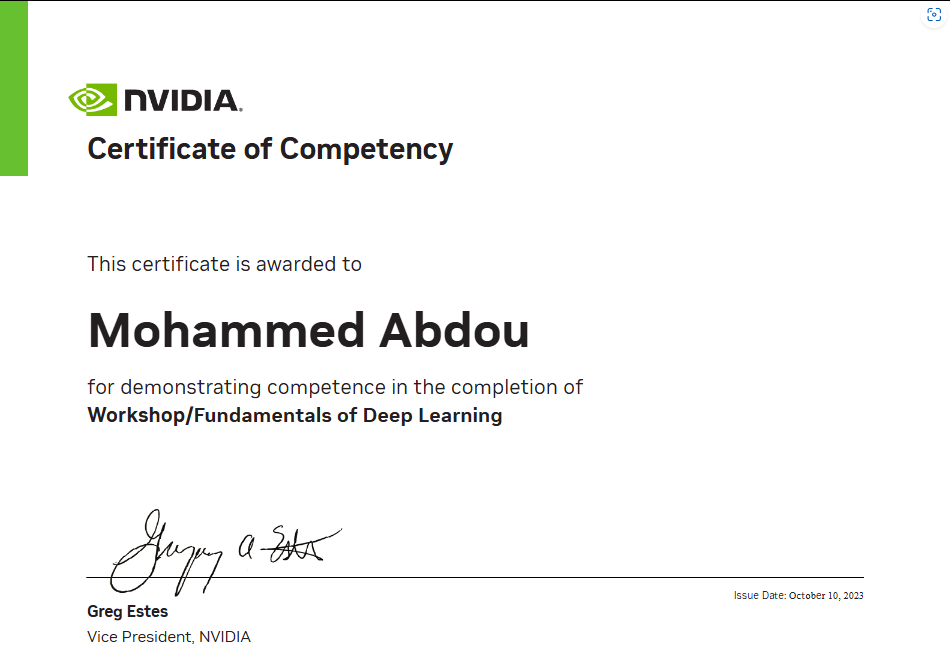 NVIDIA.
Certificate of Competency
This certificate is awarded to
Mohammed Abdou
for demonstrating competence in the completion of
Workshop/Fundamentals of Deep Learning
Gregory A Estes
Issue Date: October 10, 2023
Greg Estes
Vice President, NVIDIA